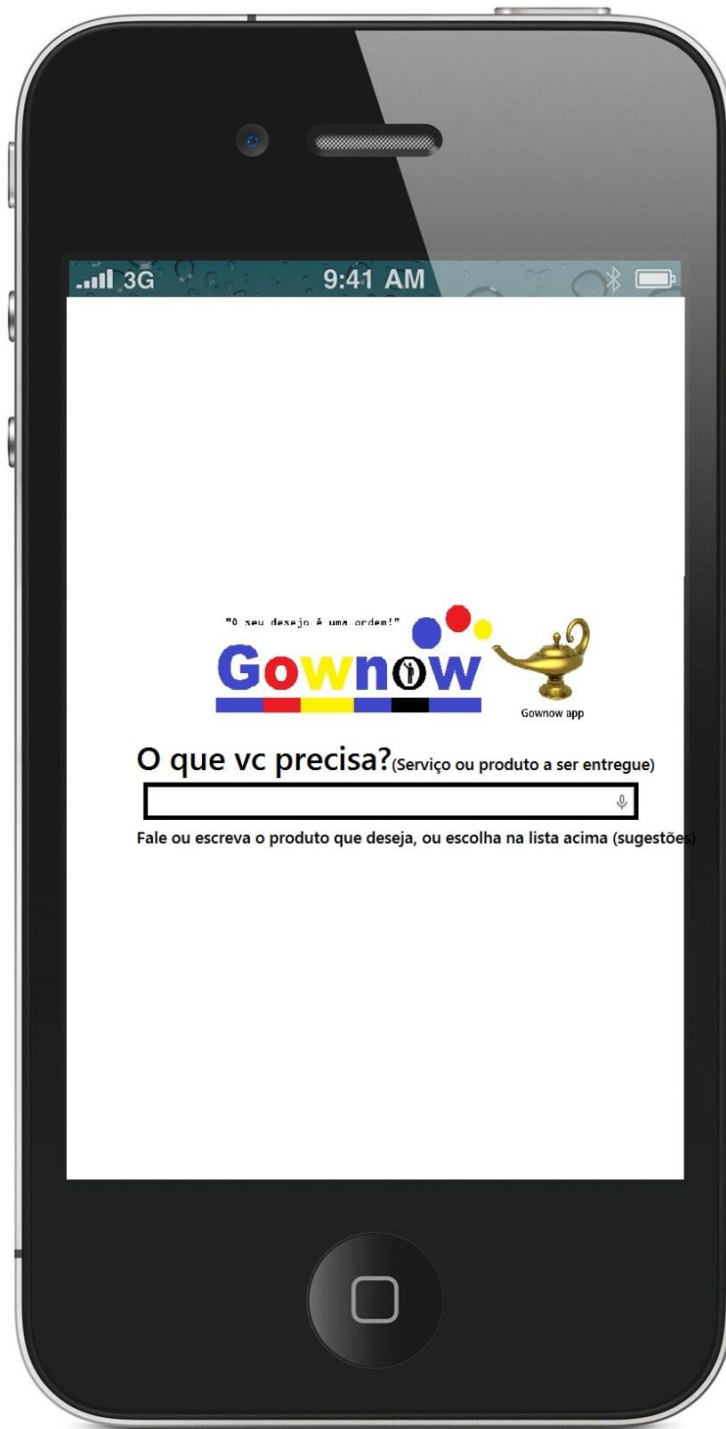 3G 9:41 AM
"O seu desejo é uma ordem!"
Gownow
Gownow app
O que vc precisa?(Serviço ou produto a ser entregue)
Fale ou escreva o produto que deseja, ou escolha na lista acima (sugestões)